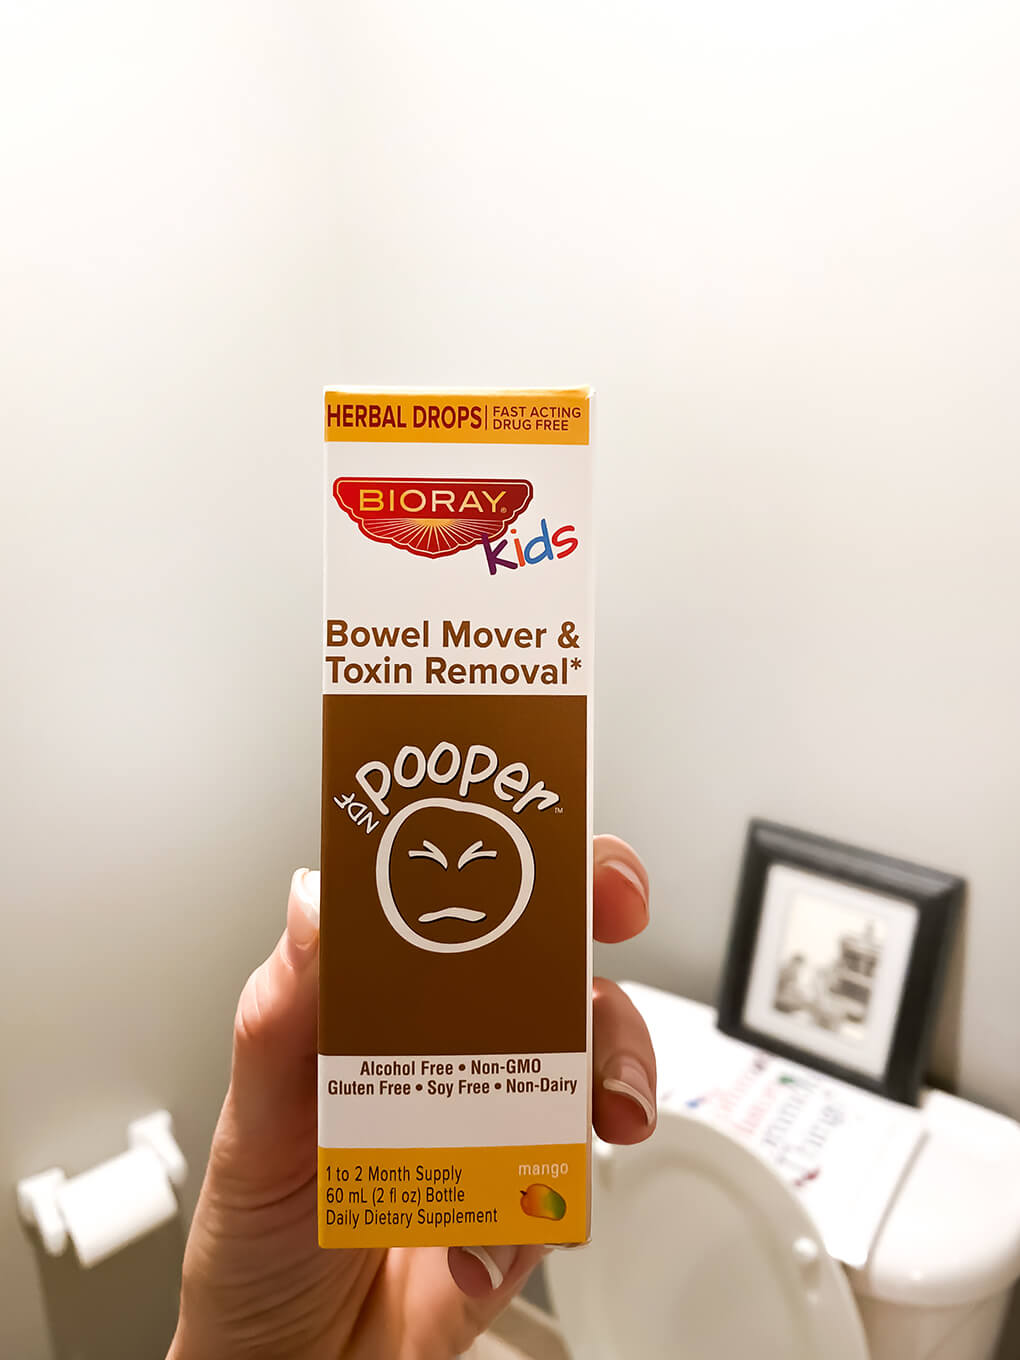 HERBAL DROPS
FAST ACTING
DRUG FREE
BIORAY®
kids
Bowel Mover &
Toxin Removal*
NDF pooper™
Alcohol Free • Non-GMO
Gluten Free • Soy Free • Non-Dairy
1 to 2 Month Supply
60 mL (2 fl oz) Bottle
Daily Dietary Supplement
mango